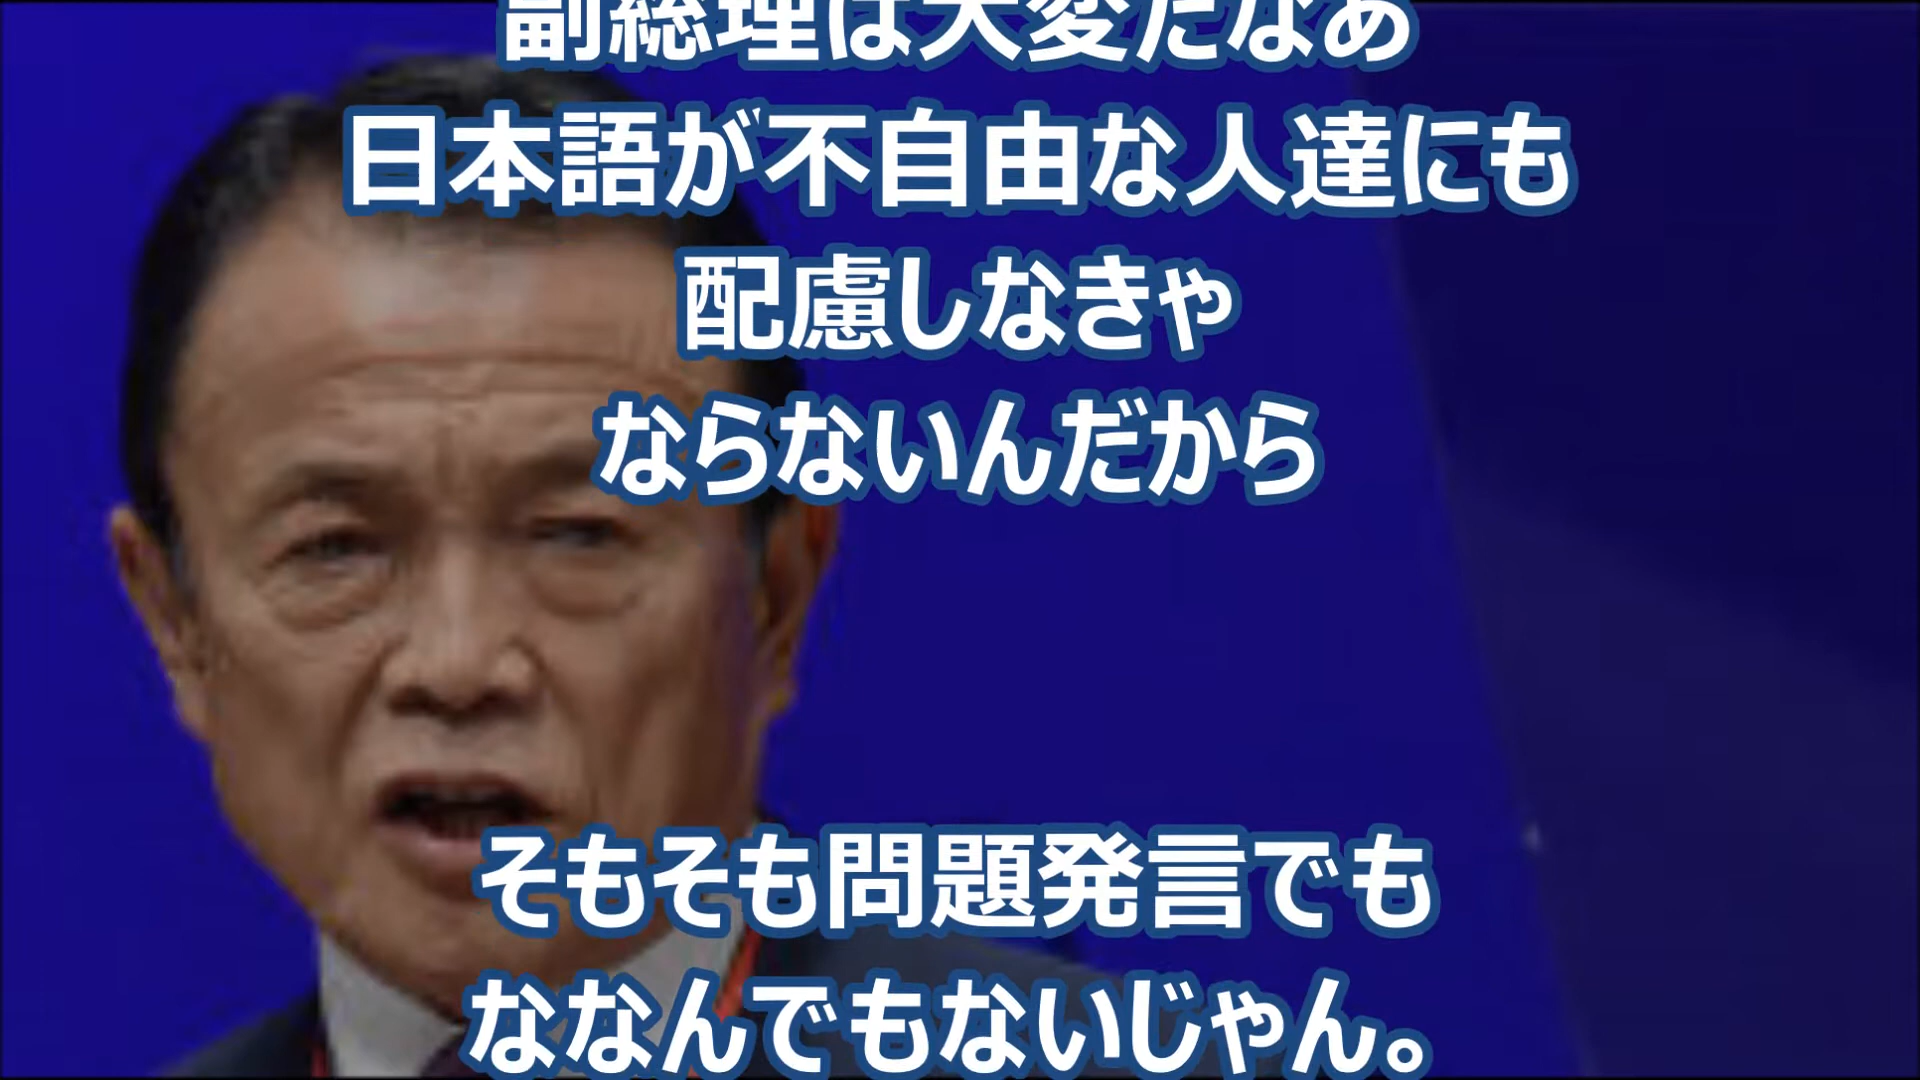 副総理は大変だなあ
日本語が不自由な人達にも
配慮しなきゃ
ならないんだから
そもそも問題発言でも
ななんでもないじゃん。